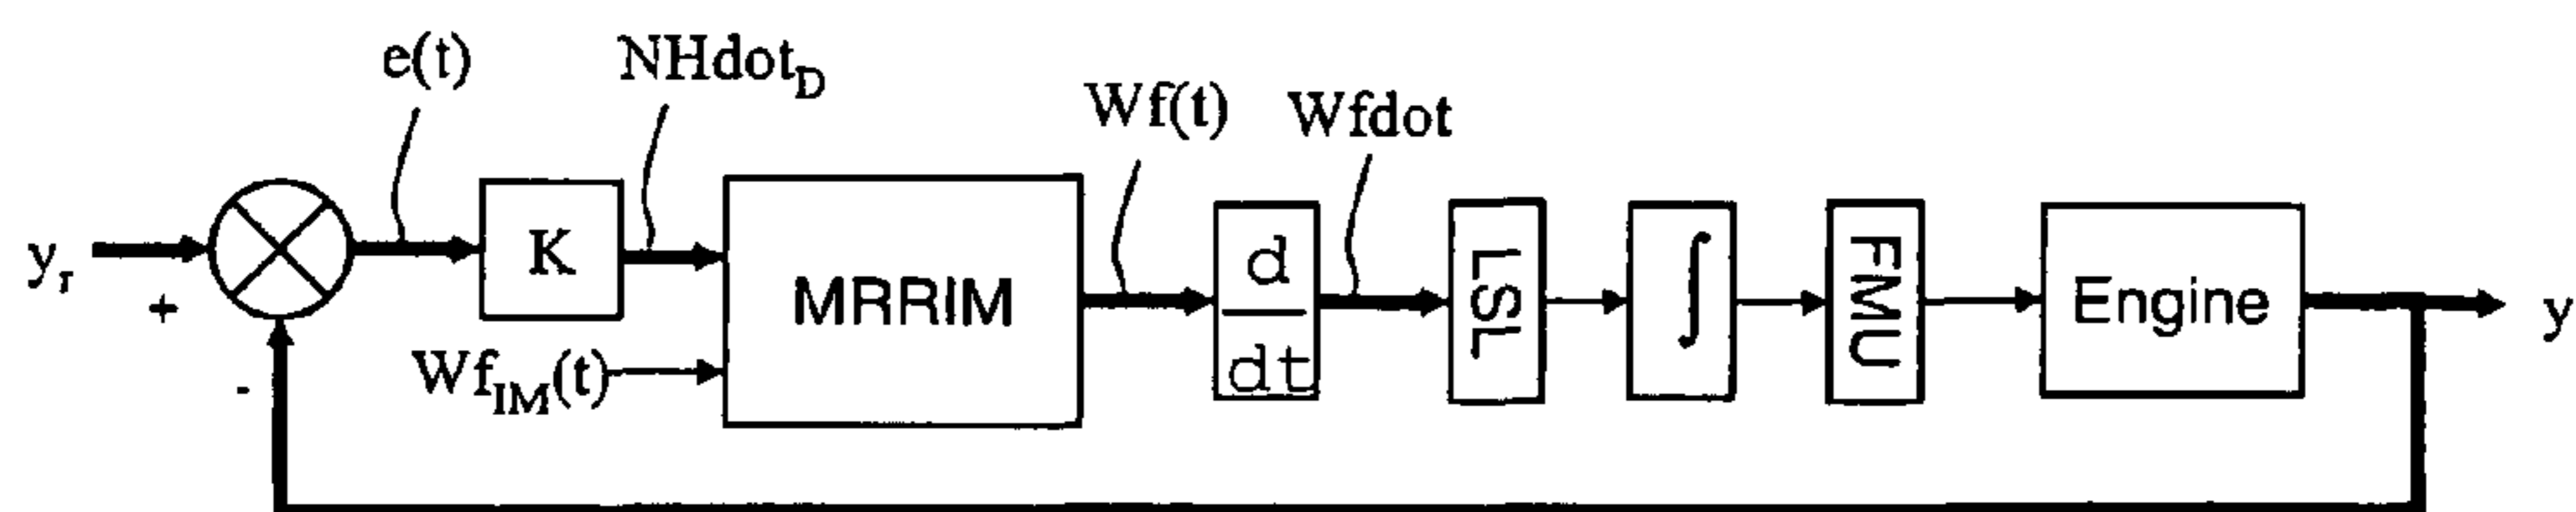 e(t)
NHdot_D
Wf(t)
Wfdot
y_r
+
-
K
Wf_IM(t)
MRRIM
d
dt
LSL
∫
FMU
Engine
y